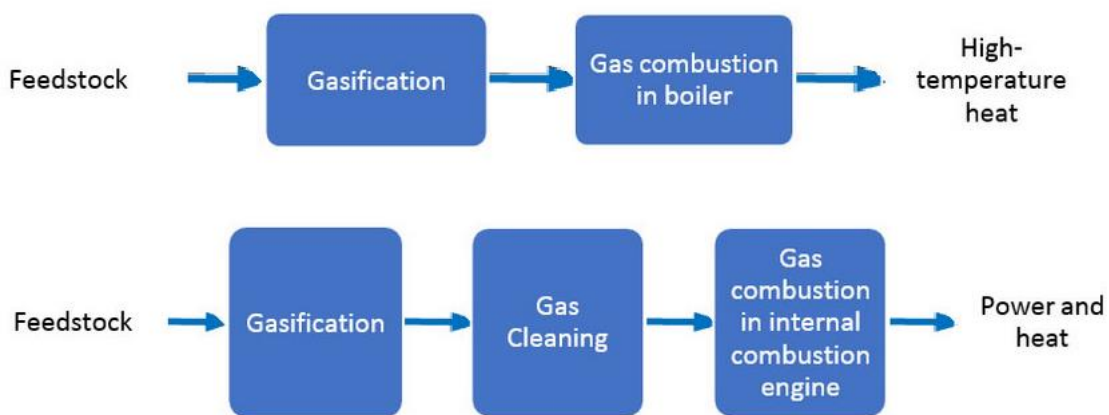 Feedstock
Gasification
Gas combustion
in boiler
High-
temperature
heat
Feedstock
Gasification
Gas
Cleaning
Gas
combustion
in internal
combustion
engine
Power and
heat